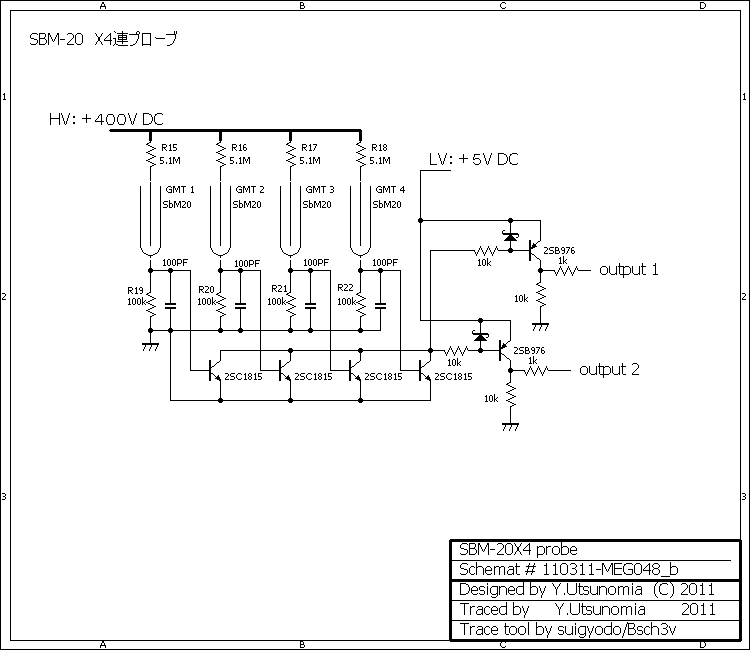 A B C D
SBM-20 X4連プローブ
1 1
HV: +400V DC
R15 R16 R17 R18
5.1M 5.1M 5.1M 5.1M
LV: +5V DC
GMT 1 GMT 2 GMT 3 GMT 4
SbM20 SbM20 SbM20 SbM20
2SB976
10k 1k
100PF 100PF 100PF 100PF
output 1
R19 R20 R21 R22
100k 100k 100k 100k
10k
2 2
2SB976
10k 1k
output 2
2SC1815 2SC1815 2SC1815 2SC1815
10k
3 3
SBM-20X4 probe
Schemat # 110311-MEG048_b
Designed by Y.Utsunomia (C) 2011
Traced by Y.Utsunomia 2011
Trace tool by suigyodo/Bsch3v
A B C D